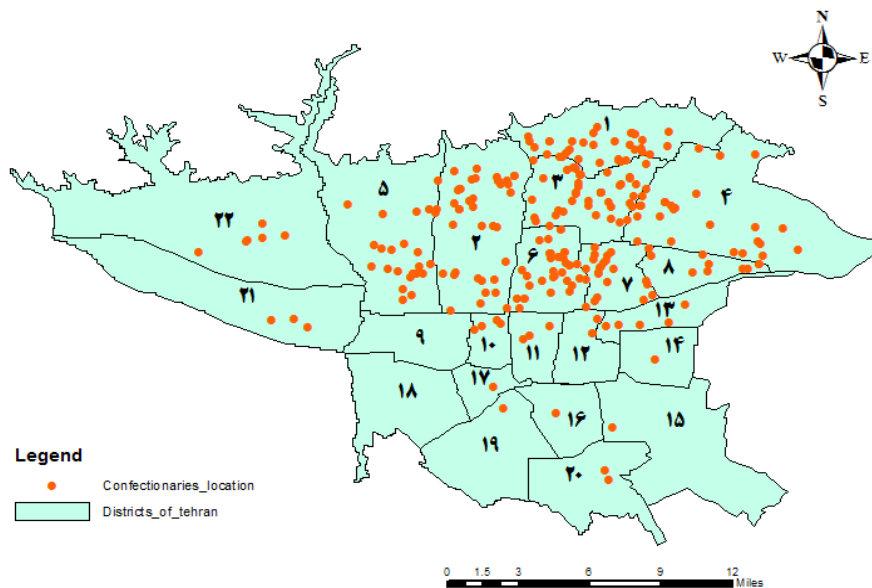 N
W E
S
۱
۵
۳
۴
۲۲
۲
۶
۸
۷
۲۱
۱۳
۹
۱۰
۱۱
۱۲
۱۴
۱۷
۱۸
۱۶
۱۵
۱۹
۲۰
Legend
Confectionaries_location
Districts_of_tehran
0 1.5 3 6 9 12
Miles